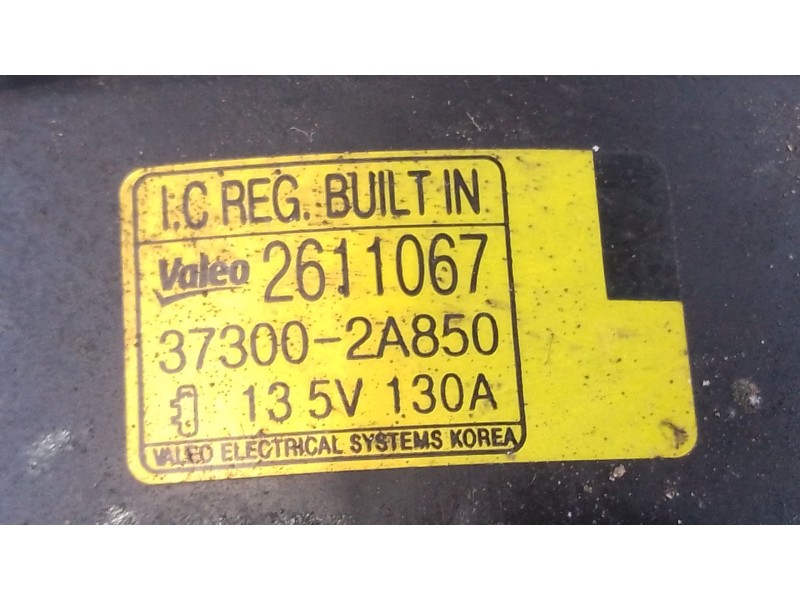 I.C REG. BUILT IN
Valeo 2611067
37300-2A850
13 5V 130A
VALEO ELECTRICAL SYSTEMS KOREA